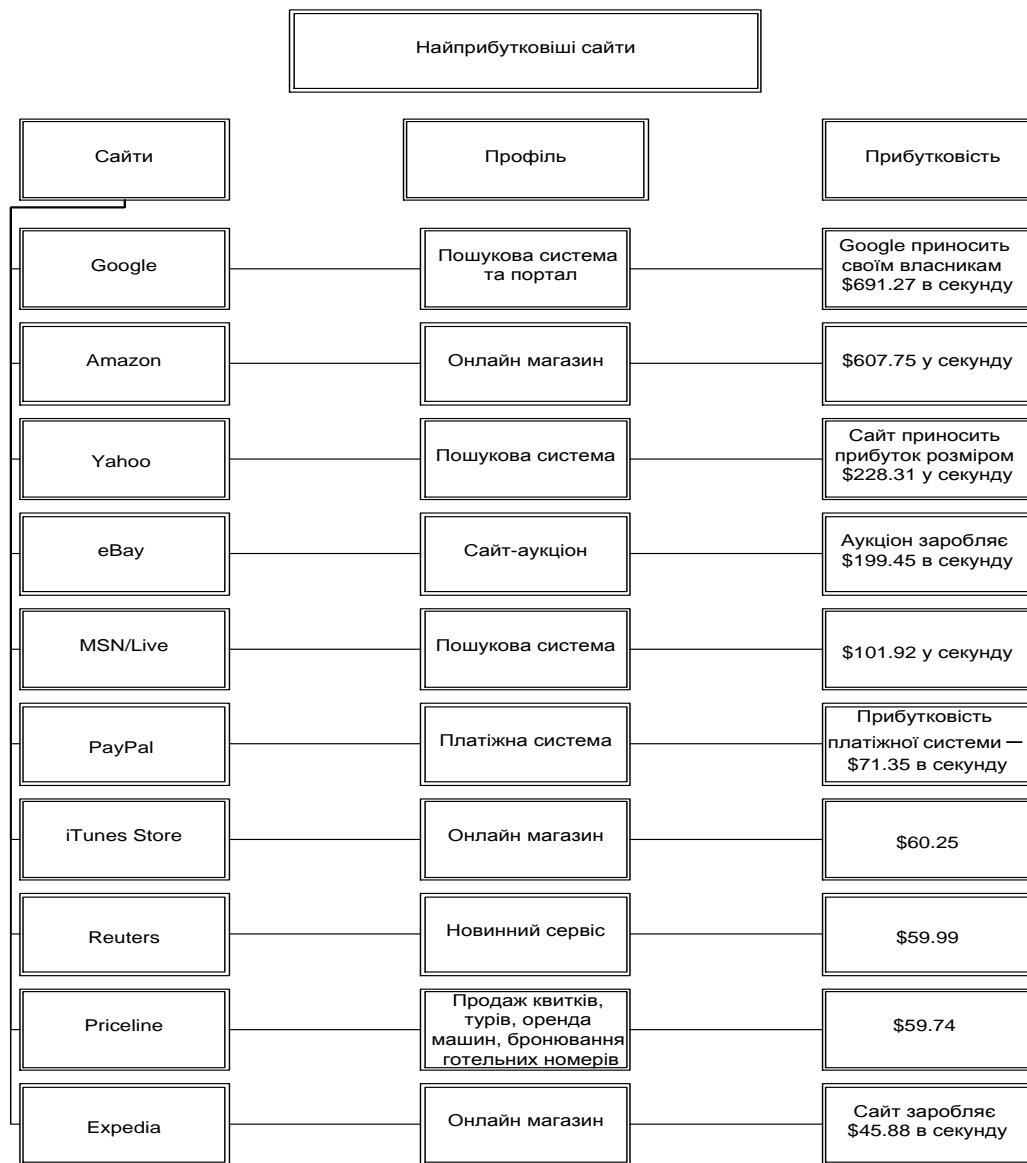 Найприбутковіші сайти
Сайти
Профіль
Прибутковість
Google
Пошукова система
та портал
Google приносить
своїм власникам
$691.27 в секунду
Amazon
Онлайн магазин
$607.75 у секунду
Yahoo
Пошукова система
Сайт приносить
прибуток розміром
$228.31 у секунду
eBay
Сайт-аукціон
Аукціон заробляє
$199.45 в секунду
MSN/Live
Пошукова система
$101.92 у секунду
PayPal
Платіжна система
Прибутковість
платіжної системи —
$71.35 в секунду
iTunes Store
Онлайн магазин
$60.25
Reuters
Новинний сервіс
$59.99
Priceline
Продаж квитків,
турів, оренда
машин, бронювання
готельних номерів
$59.74
Expedia
Онлайн магазин
Сайт заробляє
$45.88 в секунду